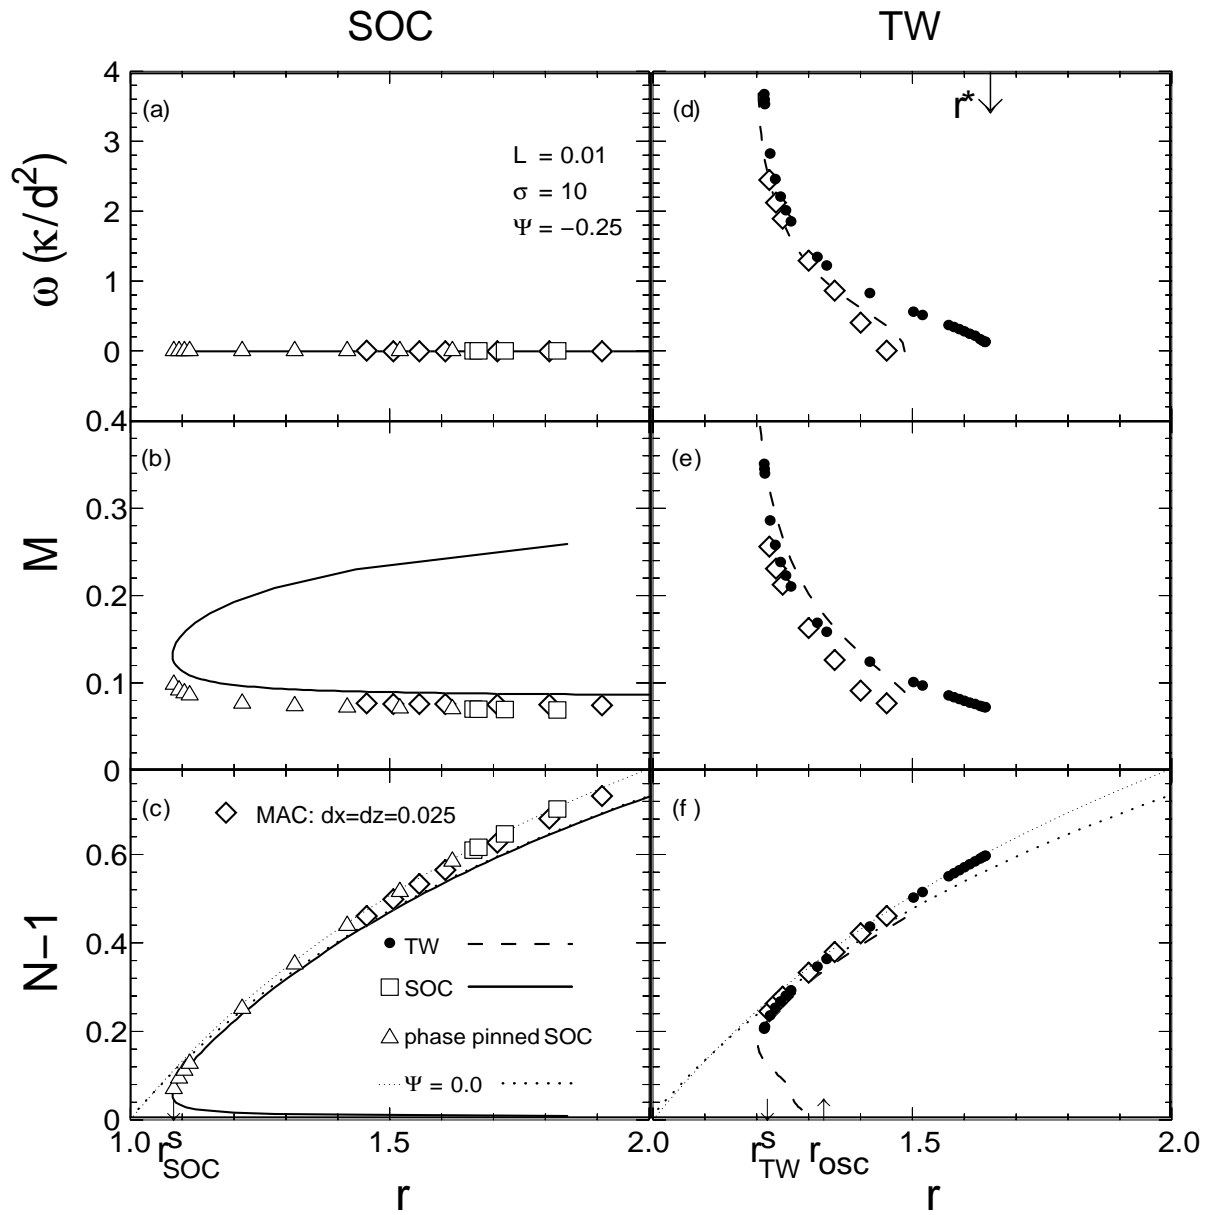 SOC TW
4
3
2
1
0
ω (κ/d²)
(a)
L = 0.01
σ = 10
Ψ = −0.25
(d)
r*
0.4
0.3
0.2
0.1
0
M
(b)
(e)
0.6
0.4
0.2
0
N−1
(c)
MAC: dx=dz=0.025
TW
SOC
phase pinned SOC
Ψ = 0.0
(f)
1.0 r^S_SOC 1.5 2.0 r^S_TW r_osc 1.5 2.0
r r